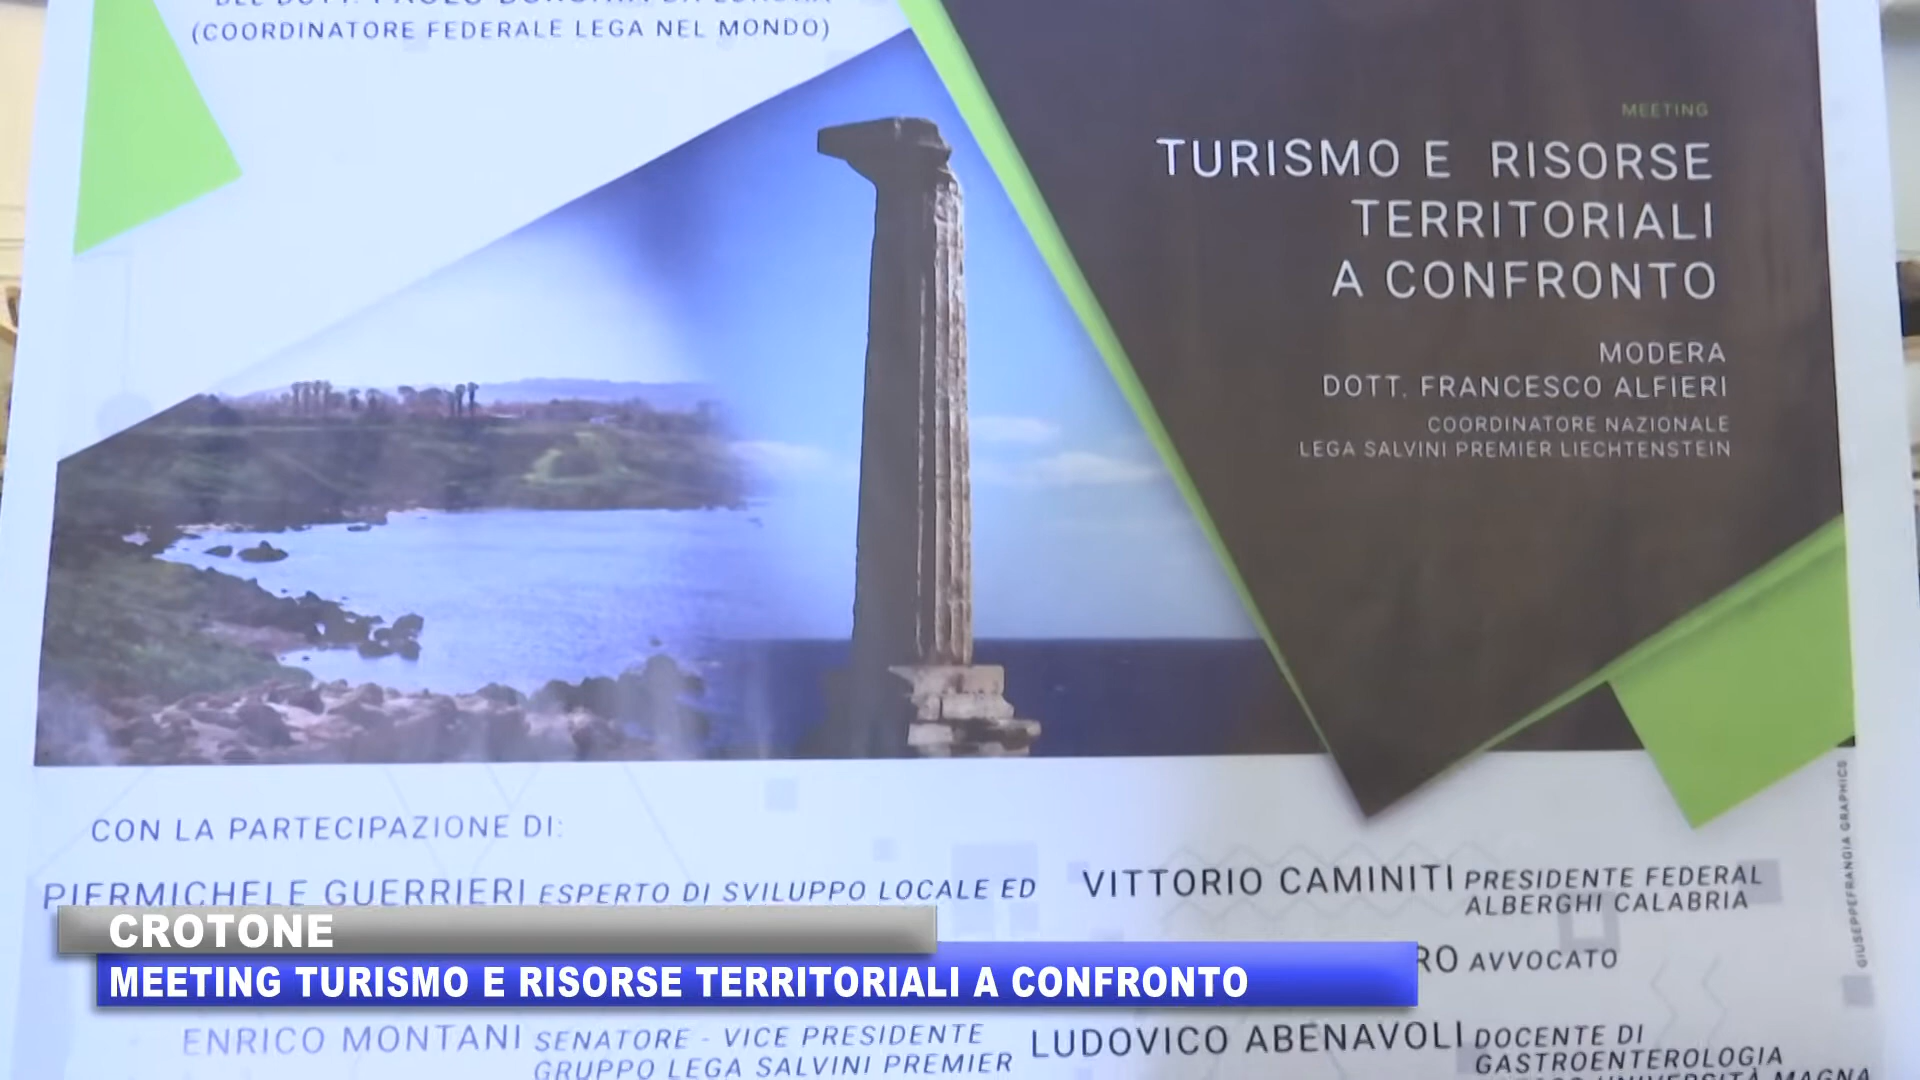 (COORDINATORE FEDERALE LEGA NEL MONDO)
MEETING
TURISMO E RISORSE
TERRITORIALI
A CONFRONTO
MODERA
DOTT. FRANCESCO ALFIERI
COORDINATORE NAZIONALE
LEGA SALVINI PREMIER LIECHTENSTEIN
GIUSEPPEFRANGIA GRAPHICS
CON LA PARTECIPAZIONE DI:
PIERMICHELE GUERRIERI ESPERTO DI SVILUPPO LOCALE ED
VITTORIO CAMINITI PRESIDENTE FEDERAL
ALBERGHI CALABRIA
CROTONE
AVVOCATO
MEETING TURISMO E RISORSE TERRITORIALI A CONFRONTO
ENRICO MONTANI SENATORE - VICE PRESIDENTE
GRUPPO LEGA SALVINI PREMIER
LUDOVICO ABENAVOLI DOCENTE DI
GASTROENTEROLOGIA
UNIVERSITÀ MAGNA